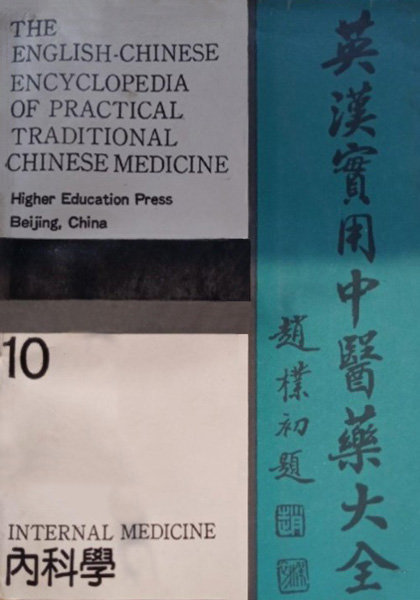 THE
ENGLISH-CHINESE
ENCYCLOPEDIA
OF PRACTICAL
TRADITIONAL
CHINESE MEDICINE
Higher Education Press
Beijing, China
10
INTERNAL MEDICINE
內科學
英漢實用中醫藥大全
趙樸初題